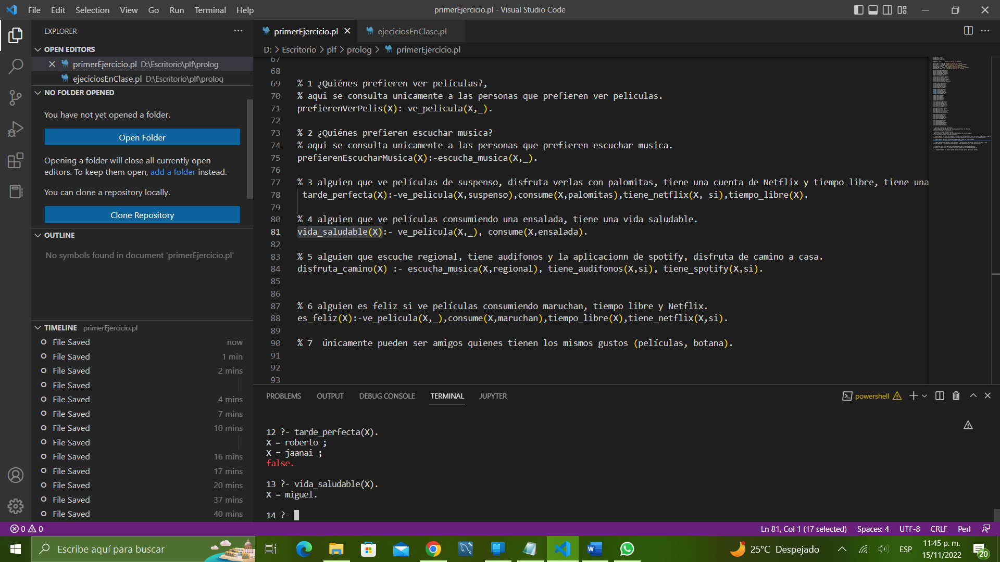 File Edit Selection View Go Run Terminal Help
primerEjercicio.pl - Visual Studio Code
EXPLORER
OPEN EDITORS
primerEjercicio.pl D:\Escritorio\plf\prolog
ejeciciosEnClase.pl D:\Escritorio\plf\prolog
NO FOLDER OPENED
You have not yet opened a folder.
Open Folder
Opening a folder will close all currently open
editors. To keep them open, add a folder instead.
You can clone a repository locally.
Clone Repository
OUTLINE
No symbols found in document 'primerEjercicio.pl'
TIMELINE primerEjercicio.pl
File Saved now
File Saved 1 min
File Saved 2 mins
File Saved
File Saved 4 mins
File Saved 7 mins
File Saved 10 mins
File Saved
File Saved 16 mins
File Saved 17 mins
File Saved 20 mins
File Saved 37 mins
File Saved 40 mins
primerEjercicio.pl
ejeciciosEnClase.pl
D: > Escritorio > plf > prolog > primerEjercicio.pl
67
68
69 % 1 ¿Quiénes prefieren ver películas?,
70 % aqui se consulta unicamente a las personas que prefieren ver peliculas.
71 prefierenVerPelis(X):-ve_pelicula(X,_).
72
73 % 2 ¿Quiénes prefieren escuchar musica?
74 % aqui se consulta unicamente a las personas que prefieren escuchar musica.
75 prefierenEscucharMusica(X):-escucha_musica(X,_).
76
77 % 3 alguien que ve películas de suspenso, disfruta verlas con palomitas, tiene una cuenta de Netflix y tiempo libre, tiene una
78 tarde_perfecta(X):-ve_pelicula(X,suspenso),consume(X,palomitas),tiene_netflix(X, si),tiempo_libre(X).
79
80 % 4 alguien que ve películas consumiendo una ensalada, tiene una vida saludable.
81 vida_saludable(X):- ve_pelicula(X,_), consume(X,ensalada).
82
83 % 5 alguien que escuche regional, tiene audifonos y la aplicacionn de spotify, disfruta de camino a casa.
84 disfruta_camino(X) :- escucha_musica(X,regional), tiene_audifonos(X,si), tiene_spotify(X,si).
85
86
87 % 6 alguien es feliz si ve películas consumiendo maruchan, tiempo libre y Netflix.
88 es_feliz(X):-ve_pelicula(X,_),consume(X,maruchan),tiempo_libre(X),tiene_netflix(X,si).
89
90 % 7  únicamente pueden ser amigos quienes tienen los mismos gustos (películas, botana).
91
92
93
PROBLEMS OUTPUT DEBUG CONSOLE TERMINAL JUPYTER
powershell
12 ?- tarde_perfecta(X).
X = roberto ;
X = jaanai ;
false.
13 ?- vida_saludable(X).
X = miguel.
14 ?-
0 0
Ln 81, Col 1 (17 selected) Spaces: 4 UTF-8 CRLF Perl
Escribe aquí para buscar
25°C Despejado
ESP
11:45 p. m.
15/11/2022
20